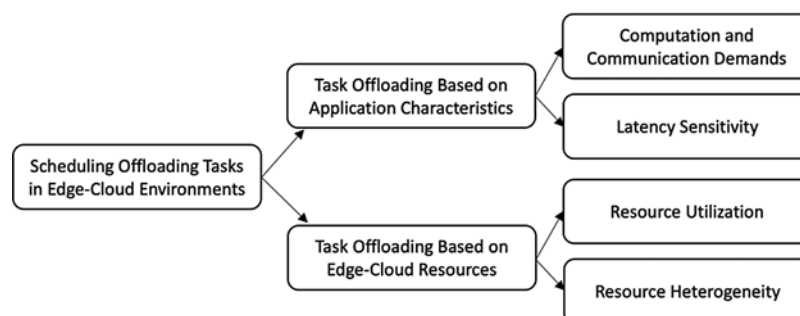 Scheduling Offloading Tasks
in Edge-Cloud Environments
Task Offloading Based on
Application Characteristics
Computation and
Communication Demands
Latency Sensitivity
Task Offloading Based on
Edge-Cloud Resources
Resource Utilization
Resource Heterogeneity